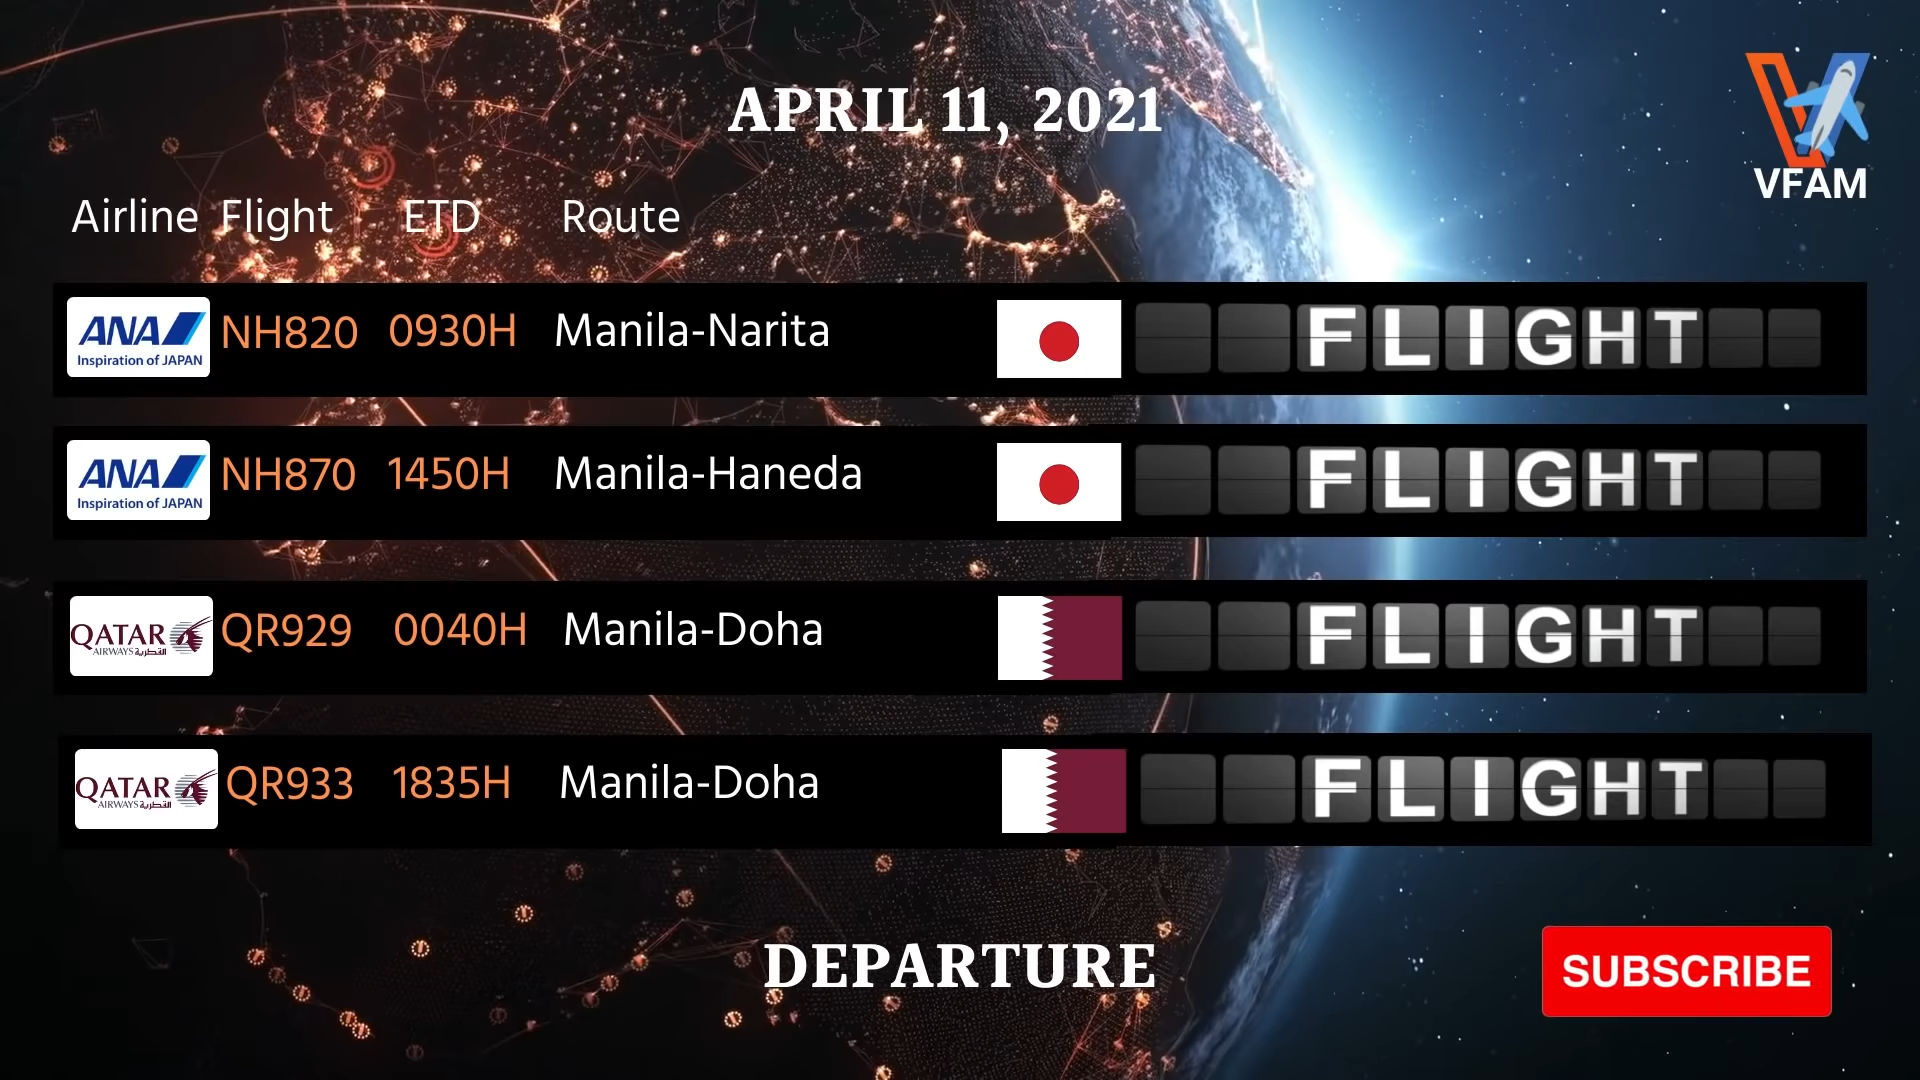 APRIL 11, 2021
VFAM
Airline Flight ETD Route
ANA Inspiration of JAPAN NH820 0930H Manila-Narita FLIGHT
ANA Inspiration of JAPAN NH870 1450H Manila-Haneda FLIGHT
QATAR AIRWAYS القطرية QR929 0040H Manila-Doha FLIGHT
QATAR AIRWAYS القطرية QR933 1835H Manila-Doha FLIGHT
DEPARTURE
SUBSCRIBE